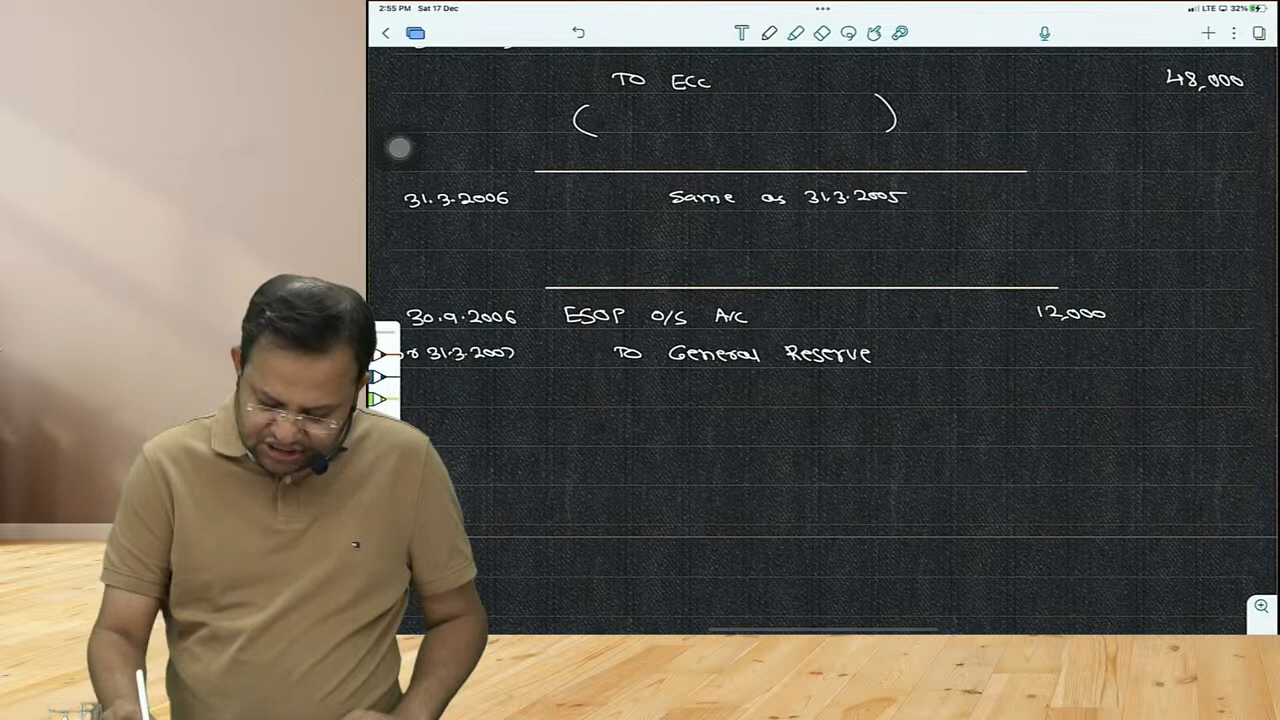 2:55 PM Sat 17 Dec
LTE 32%
T
TO ECC 48,000
( )
31.3.2006 Same as 31.3.2005
30.9.2006 ESOP O/S A/C 12,000
31.3.2007 TO General Reserve